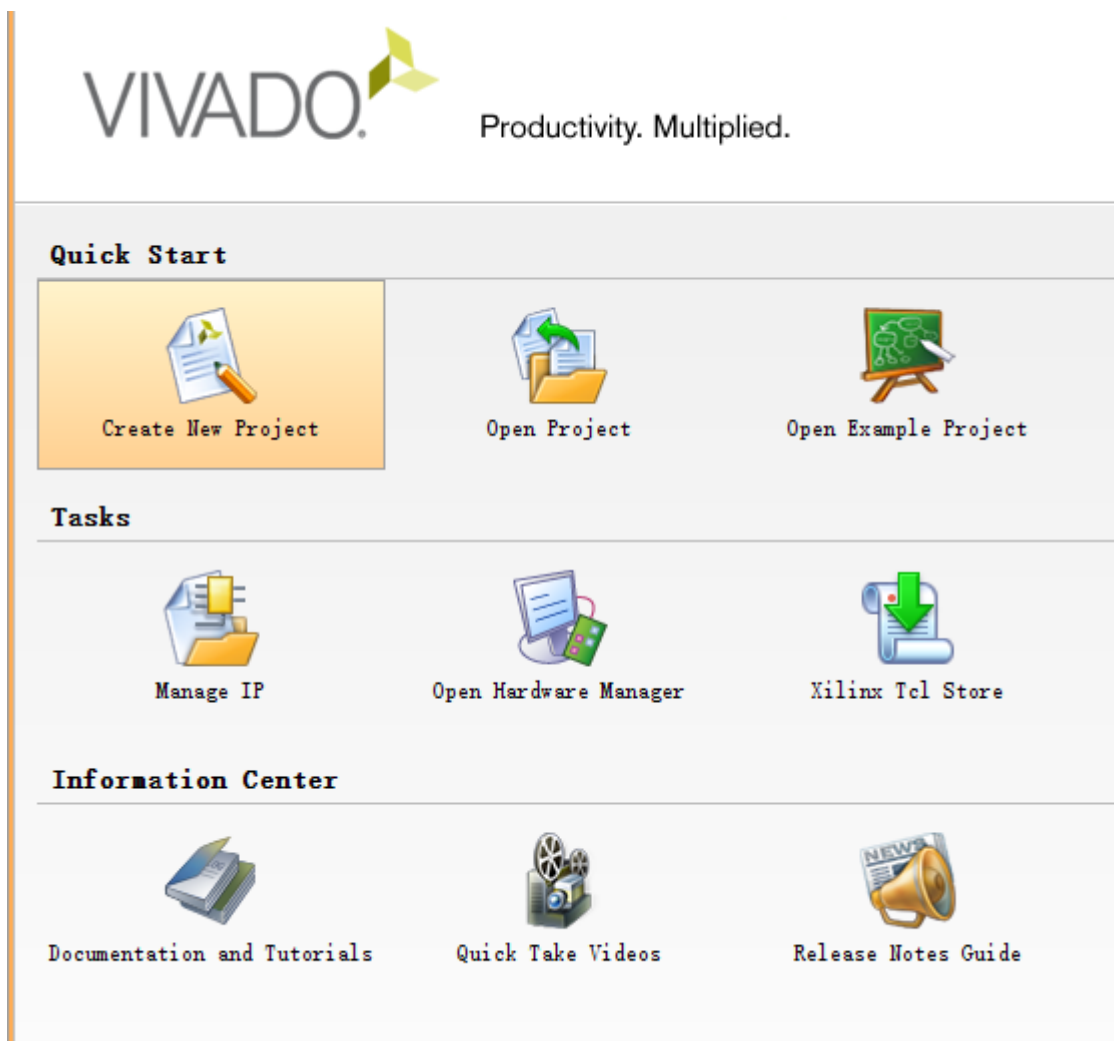 VIVADO.
Productivity. Multiplied.
Quick Start
Create New Project
Open Project
Open Example Project
Tasks
Manage IP
Open Hardware Manager
Xilinx Tcl Store
Information Center
NEWS
Documentation and Tutorials
Quick Take Videos
Release Notes Guide